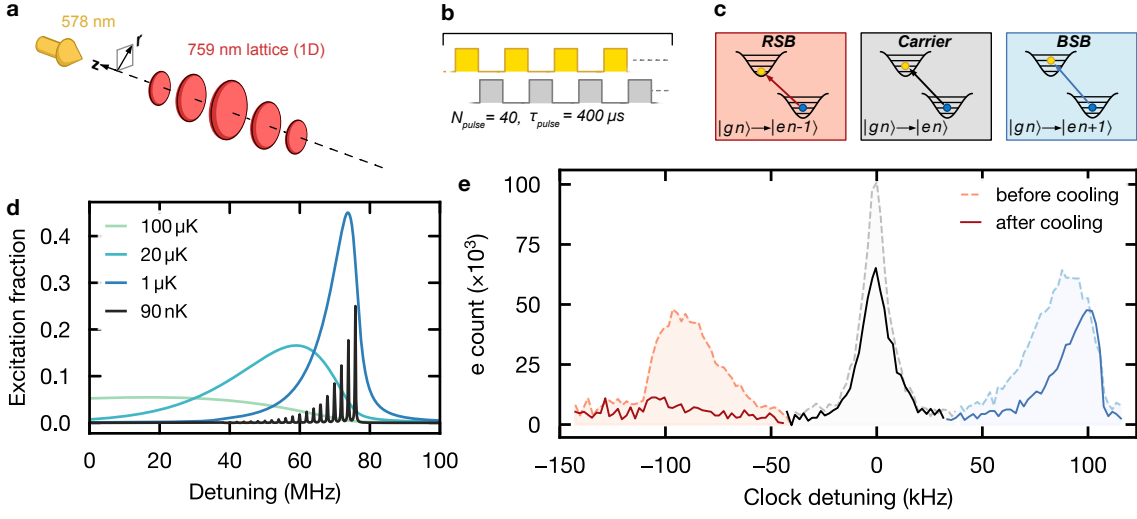 a
578 nm
z
r
759 nm lattice (1D)
b
N_pulse = 40, τ_pulse = 400 μs
c
RSB
|gn⟩→|en-1⟩
Carrier
|gn⟩→|en⟩
BSB
|gn⟩→|en+1⟩
d
Excitation fraction
0.4
0.3
0.2
0.1
0.0
100 μK
20 μK
1 μK
90 nK
0 20 40 60 80 100
Detuning (MHz)
e
e count (×10³)
100
75
50
25
0
before cooling
after cooling
−150 −100 −50 0 50 100
Clock detuning (kHz)